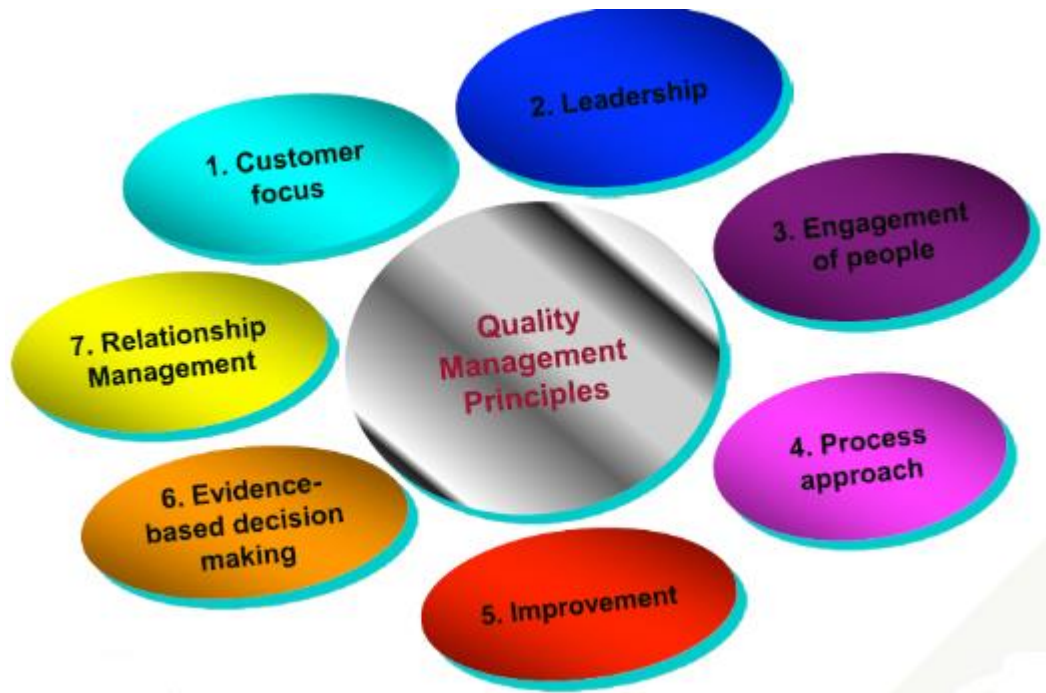 Quality
Management
Principles
1. Customer
focus
2. Leadership
3. Engagement
of people
4. Process
approach
5. Improvement
6. Evidence-
based decision
making
7. Relationship
Management